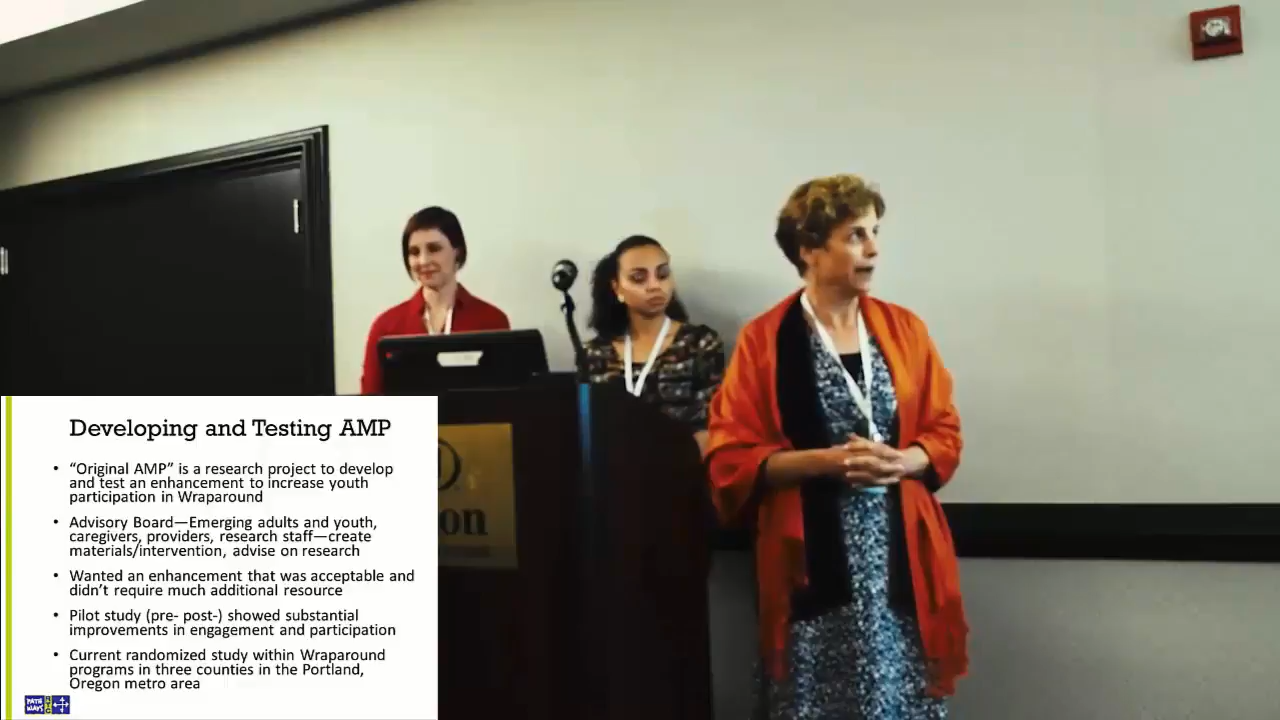 Developing and Testing AMP
• “Original AMP” is a research project to develop
and test an enhancement to increase youth
participation in Wraparound
• Advisory Board—Emerging adults and youth,
caregivers, providers, research staff—create
materials/intervention, advise on research
• Wanted an enhancement that was acceptable and
didn’t require much additional resource
• Pilot study (pre- post-) showed substantial
improvements in engagement and participation
• Current randomized study within Wraparound
programs in three counties in the Portland,
Oregon metro area
PATH
WAYS
on